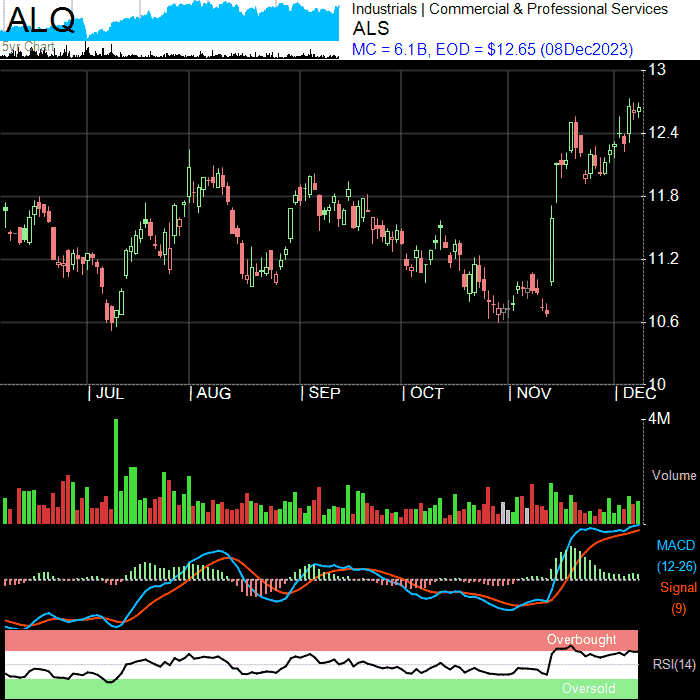 ALQ
5yr Chart
Industrials | Commercial & Professional Services
ALS
MC = 6.1B, EOD = $12.65 (08Dec2023)
13
12.4
11.8
11.2
10.6
10
JUL AUG SEP OCT NOV DEC
4M
Volume
MACD
(12-26)
Signal
(9)
Overbought
RSI(14)
Oversold